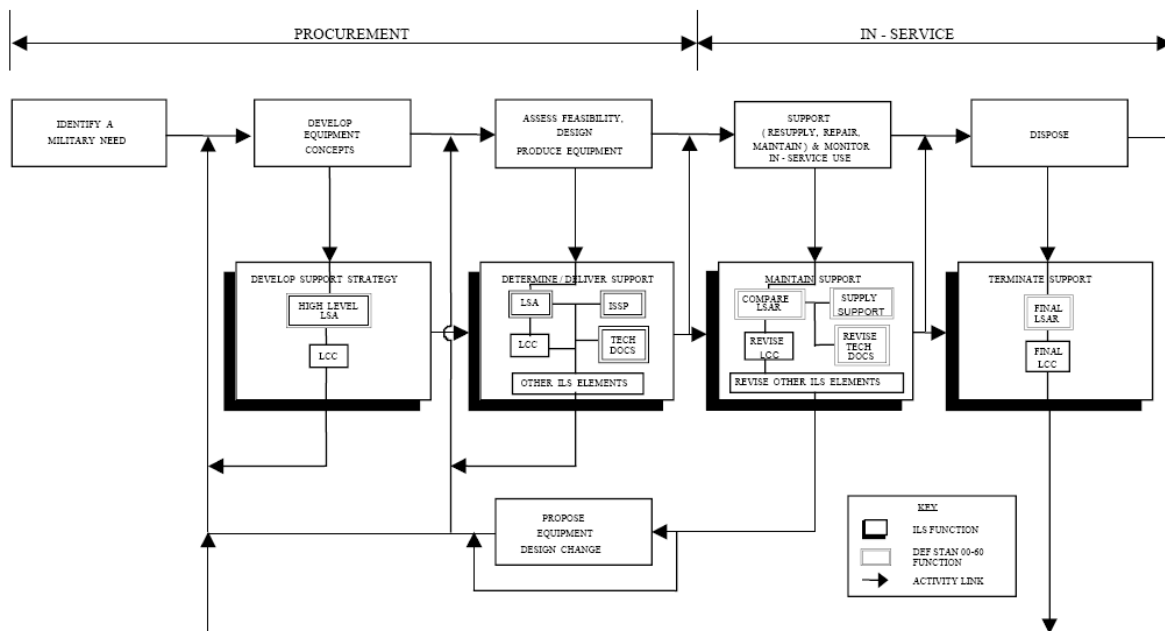 PROCUREMENT
IN - SERVICE
IDENTIFY A
MILITARY NEED
DEVELOP
EQUIPMENT
CONCEPTS
ASSESS FEASIBILITY,
DESIGN
PRODUCE EQUIPMENT
SUPPORT
( RESUPPLY, REPAIR,
MAINTAIN ) & MONITOR
IN - SERVICE USE
DISPOSE
DEVELOP SUPPORT STRATEGY
HIGH LEVEL
LSA
LCC
DETERMINE / DELIVER SUPPORT
LSA
ISSP
LCC
TECH
DOCS
OTHER ILS ELEMENTS
MAINTAIN SUPPORT
COMPARE
LSAR
SUPPLY
SUPPORT
REVISE
LCC
REVISE
TECH
DOCS
REVISE OTHER ILS ELEMENTS
TERMINATE SUPPORT
FINAL
LSAR
FINAL
LCC
PROPOSE
EQUIPMENT
DESIGN CHANGE
KEY
ILS FUNCTION
DEF STAN 00-60
FUNCTION
ACTIVITY LINK